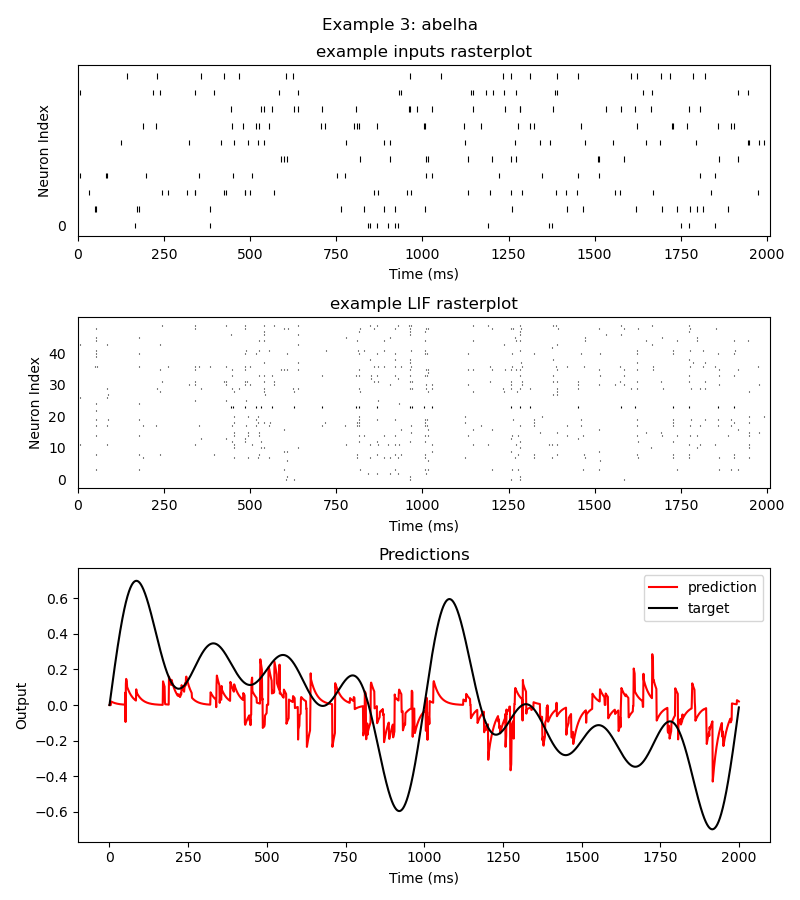 Example 3: abelha
example inputs rasterplot
Neuron Index
0
0 250 500 750 1000 1250 1500 1750 2000
Time (ms)
example LIF rasterplot
Neuron Index
40
30
20
10
0
0 250 500 750 1000 1250 1500 1750 2000
Time (ms)
Predictions
Output
0.6
0.4
0.2
0.0
−0.2
−0.4
−0.6
prediction
target
0 250 500 750 1000 1250 1500 1750 2000
Time (ms)